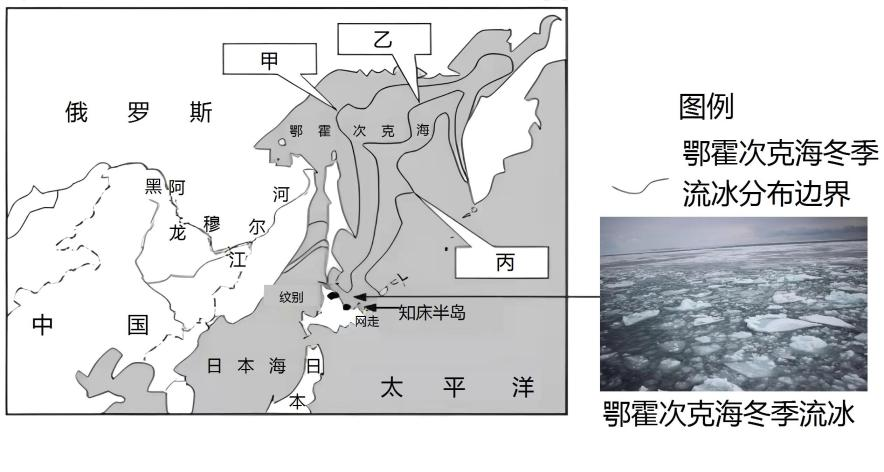 乙
甲
俄罗斯
鄂霍次克海
黑阿
龙穆尔河
江
纹别
丙
中国
网走
知床半岛
日本海
日
本
太平洋
图例
鄂霍次克海冬季
流冰分布边界
鄂霍次克海冬季流冰